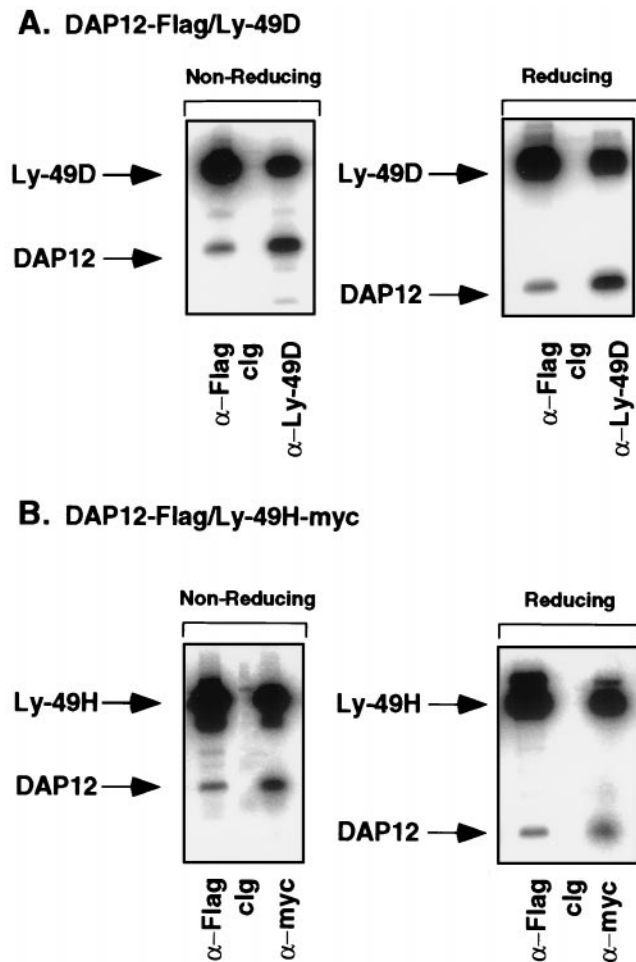 A. DAP12-Flag/Ly-49D
Non-Reducing
Reducing
Ly-49D
DAP12
Ly-49D
DAP12
α–Flag
cIg
α–Ly-49D
α–Flag
cIg
α–Ly-49D
B. DAP12-Flag/Ly-49H-myc
Non-Reducing
Reducing
Ly-49H
DAP12
Ly-49H
DAP12
α–Flag
cIg
α–myc
α–Flag
cIg
α–myc